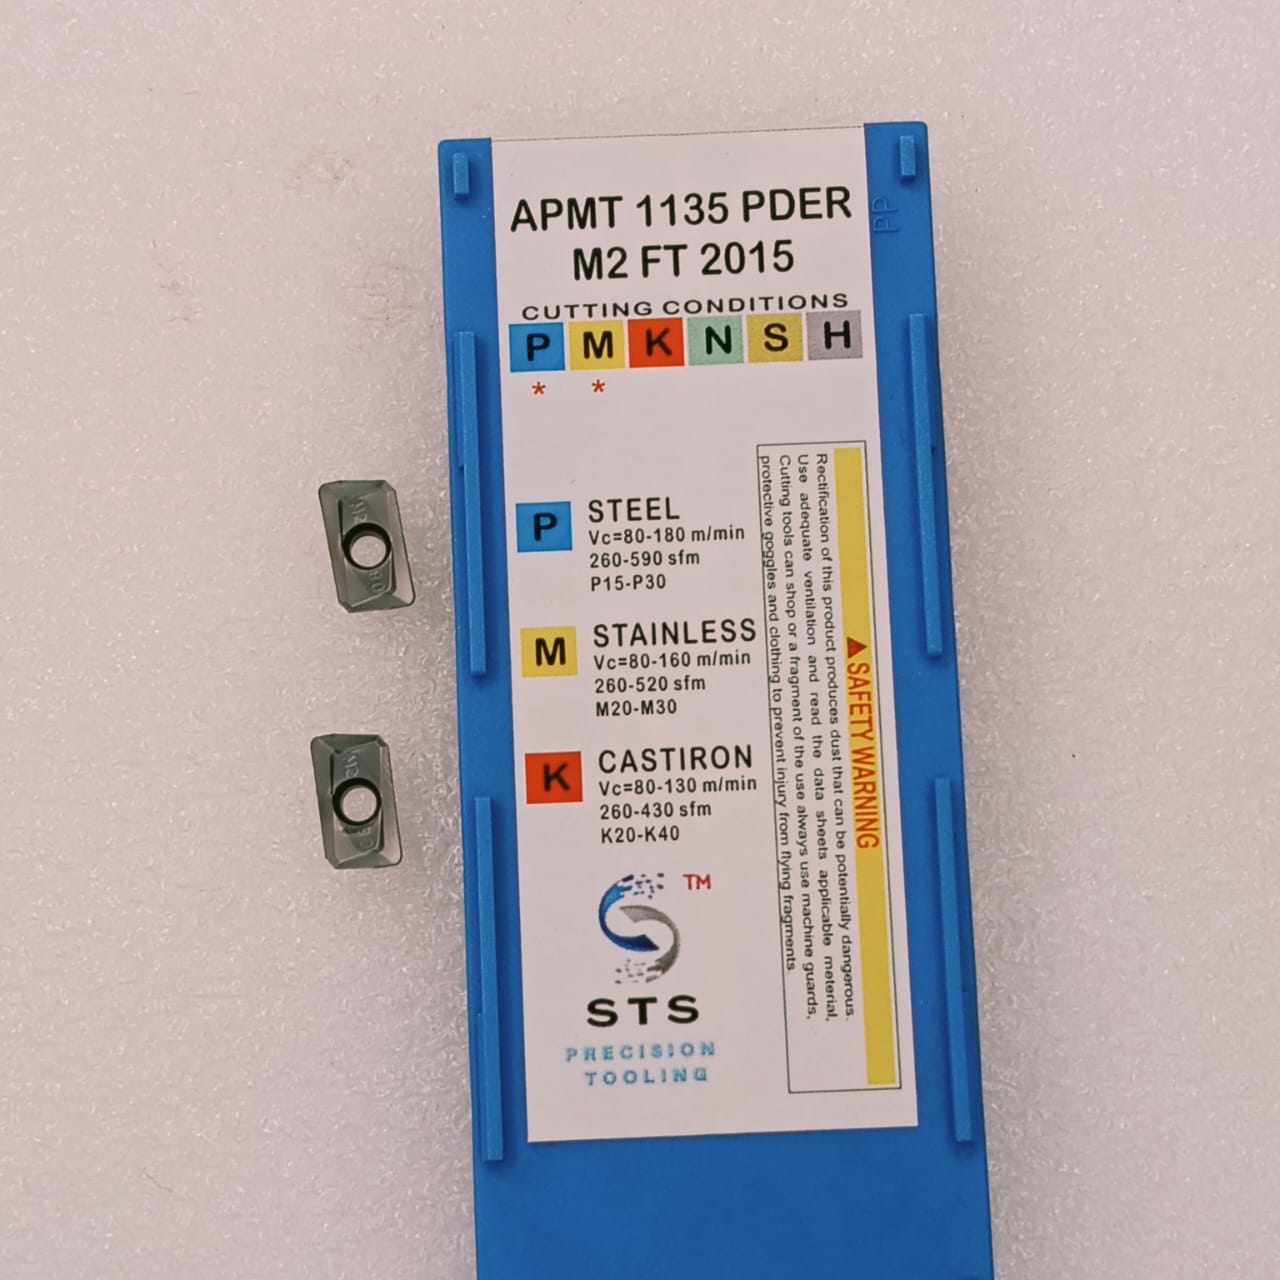 APMT 1135 PDER
M2 FT 2015
CUTTING CONDITIONS
P M K N S H
* *
P STEEL
Vc=80-180 m/min
260-590 sfm
P15-P30
M STAINLESS
Vc=80-160 m/min
260-520 sfm
M20-M30
K CASTIRON
Vc=80-130 m/min
260-430 sfm
K20-K40
TM
STS
PRECISION
TOOLING
SAFETY WARNING
Rectification of this product produces dust that can be potentially dangerous.
Use adequate ventilation and read the data sheets applicable meterial,
Cutting tools can shop or a fragment of the use always use machine guards,
protective goggles and clothing to prevent injury from flying fragments.